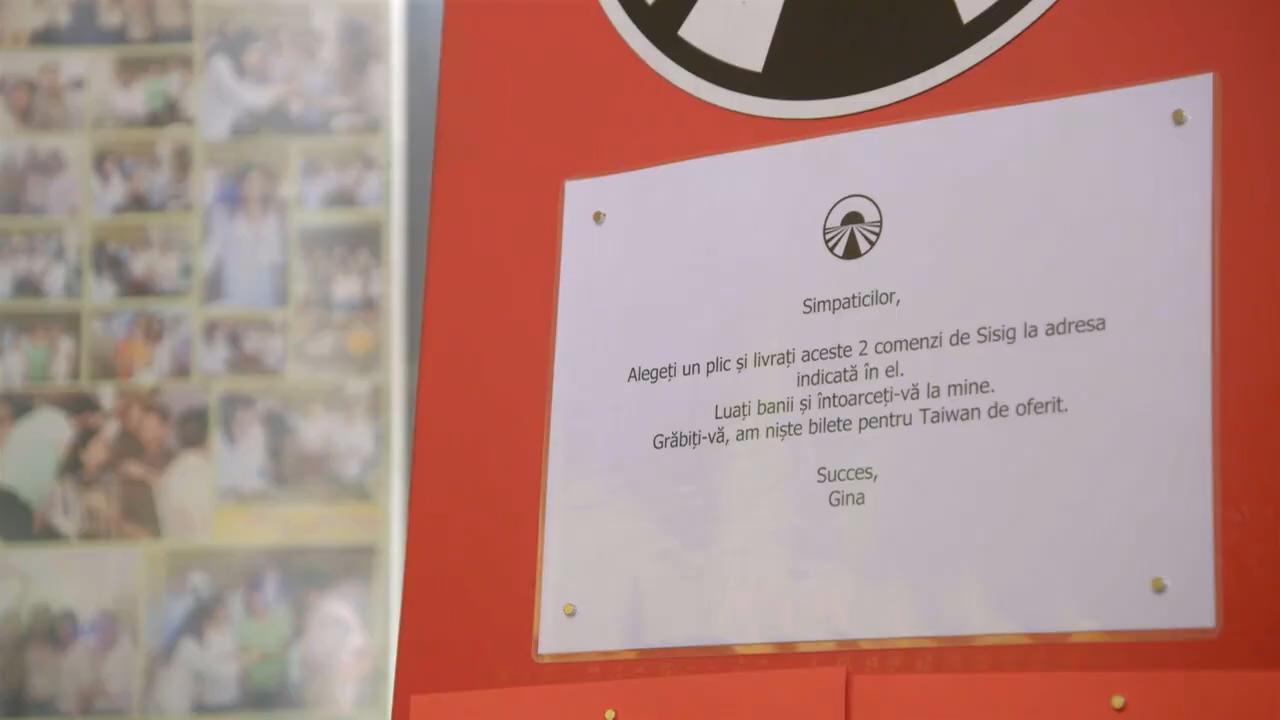 Simpaticilor,
Alegeți un plic și livrați aceste 2 comenzi de Sisig la adresa
indicată în el.
Luați banii și întoarceți-vă la mine.
Grăbiți-vă, am niște bilete pentru Taiwan de oferit.
Succes,
Gina